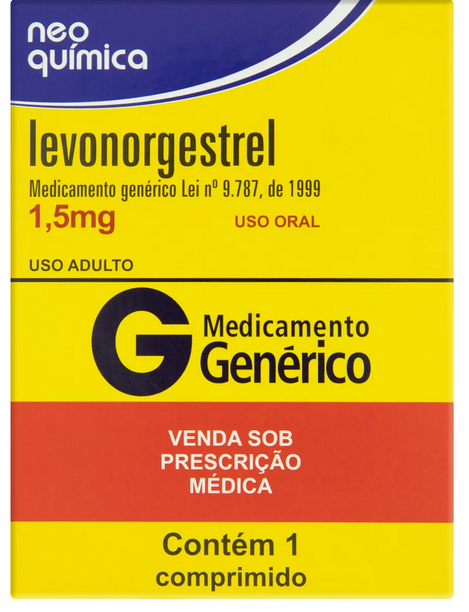 neo
química
levonorgestrel
Medicamento genérico Lei nº 9.787, de 1999
1,5mg
USO ORAL
USO ADULTO
G Medicamento
Genérico
VENDA SOB
PRESCRIÇÃO
MÉDICA
Contém 1
comprimido